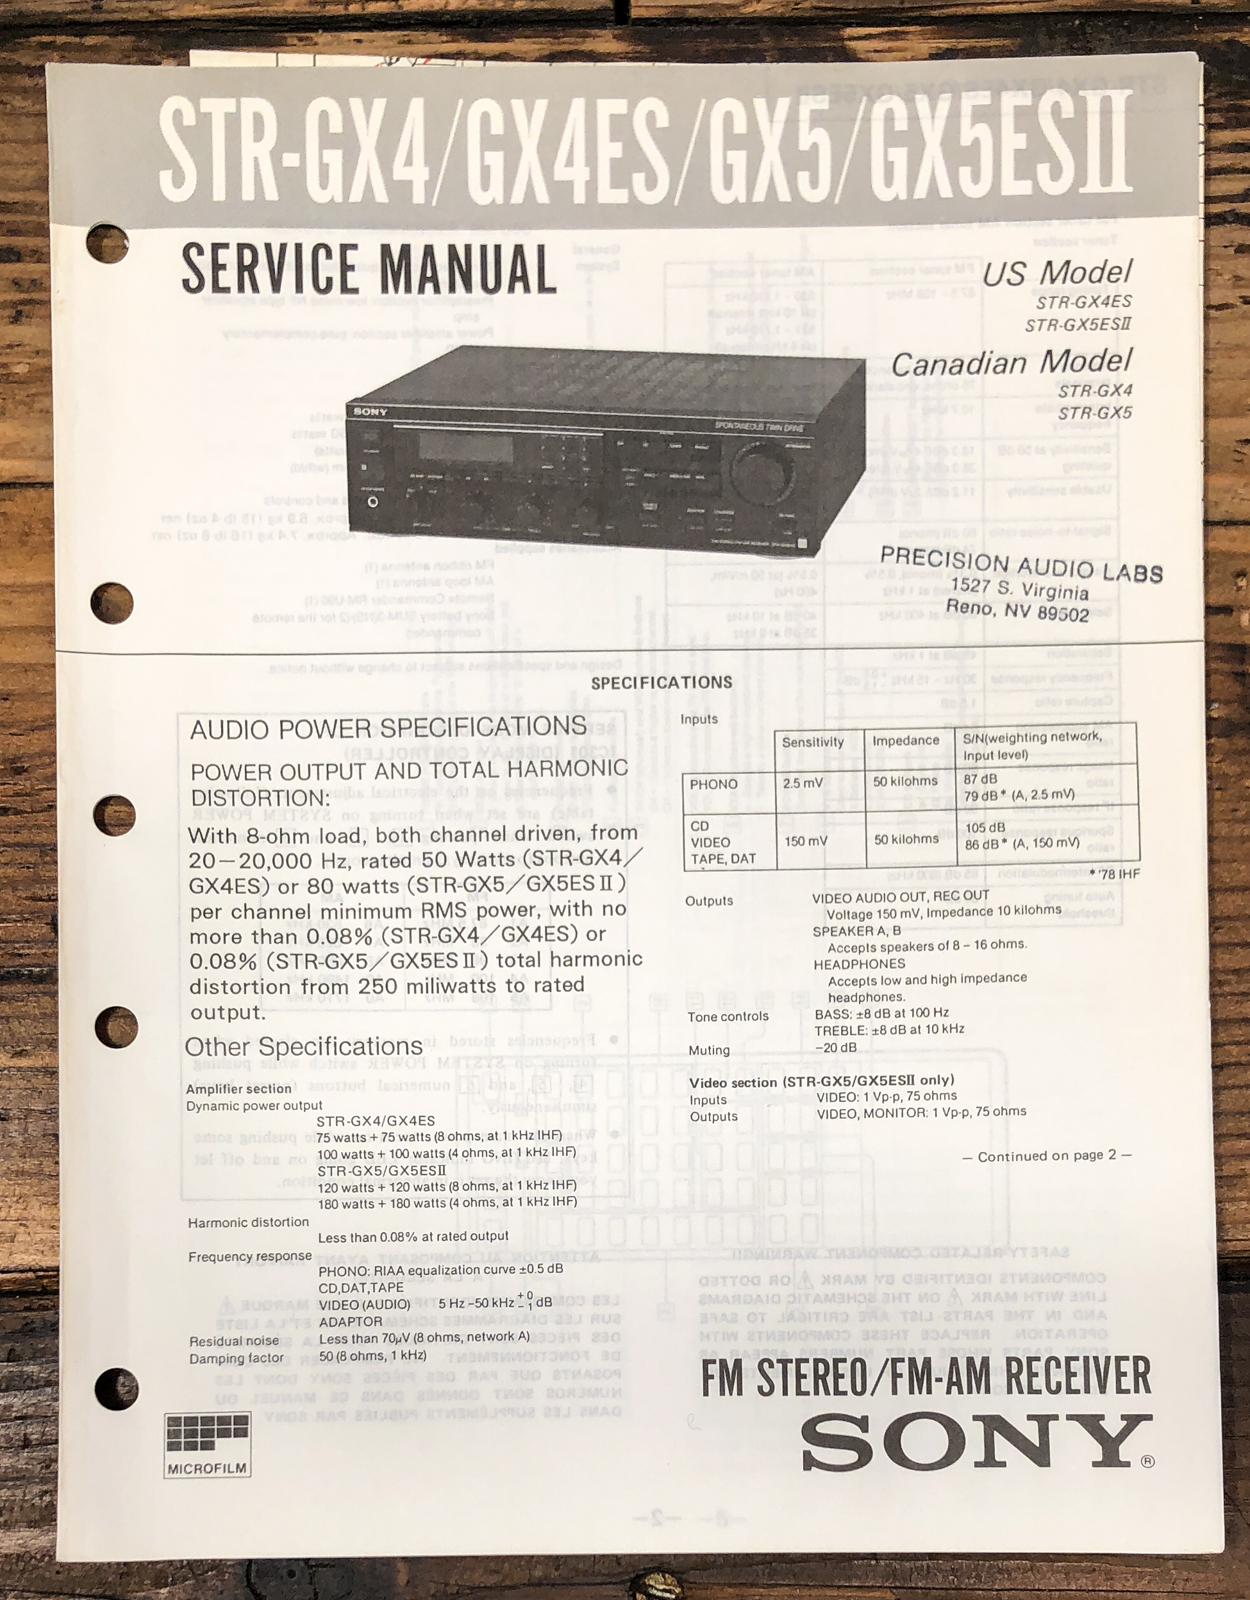 STR-GX4/GX4ES/GX5/GX5ESII
SERVICE MANUAL
US Model
STR-GX4ES
STR-GX5ESII
Canadian Model
STR-GX4
STR-GX5
SONY
SPONTANEOUS TWIN DRIVE
PRECISION AUDIO LABS
1527 S. Virginia
Reno, NV 89502
SPECIFICATIONS
AUDIO POWER SPECIFICATIONS
POWER OUTPUT AND TOTAL HARMONIC
DISTORTION:
With 8-ohm load, both channel driven, from
20–20,000 Hz, rated 50 Watts (STR-GX4/
GX4ES) or 80 watts (STR-GX5/GX5ESII)
per channel minimum RMS power, with no
more than 0.08% (STR-GX4/GX4ES) or
0.08% (STR-GX5/GX5ESII) total harmonic
distortion from 250 miliwatts to rated
output.
Other Specifications
Amplifier section
Dynamic power output
STR-GX4/GX4ES
75 watts + 75 watts (8 ohms, at 1 kHz IHF)
100 watt + 100 watts (4 ohms, at 1 kHz IHF)
STR-GX5/GX5ESII
120 watts + 120 watts (8 ohms, at 1 kHz IHF)
180 watts + 180 watts (4 ohms, at 1 kHz IHF)
Harmonic distortion
Less than 0.08% at rated output
Frequency response
PHONO: RIAA equalization curve ±0.5 dB
CD,DAT,TAPE
VIDEO (AUDIO) 5 Hz –50 kHz +0 –1 dB
ADAPTOR
Residual noise Less than 70μV (8 ohms, network A)
Damping factor 50 (8 ohms, 1 kHz)
MICROFILM
Inputs
Sensitivity Impedance S/N(weighting network,
Input level)
PHONO 2.5 mV 50 kilohms 87 dB
79 dB* (A, 2.5 mV)
CD
VIDEO
TAPE, DAT 150 mV 50 kilohms 105 dB
86 dB* (A, 150 mV)
* '78 IHF
Outputs VIDEO AUDIO OUT, REC OUT
Voltage 150 mV, Impedance 10 kilohms
SPEAKER A, B
Accepts speakers of 8 – 16 ohms.
HEADPHONES
Accepts low and high impedance
headphones.
Tone controls BASS: ±8 dB at 100 Hz
TREBLE: ±8 dB at 10 kHz
Muting –20 dB
Video section (STR-GX5/GX5ESII only)
Inputs VIDEO: 1 Vp-p, 75 ohms
Outputs VIDEO, MONITOR: 1 Vp-p, 75 ohms
— Continued on page 2 —
FM STEREO/FM-AM RECEIVER
SONY®